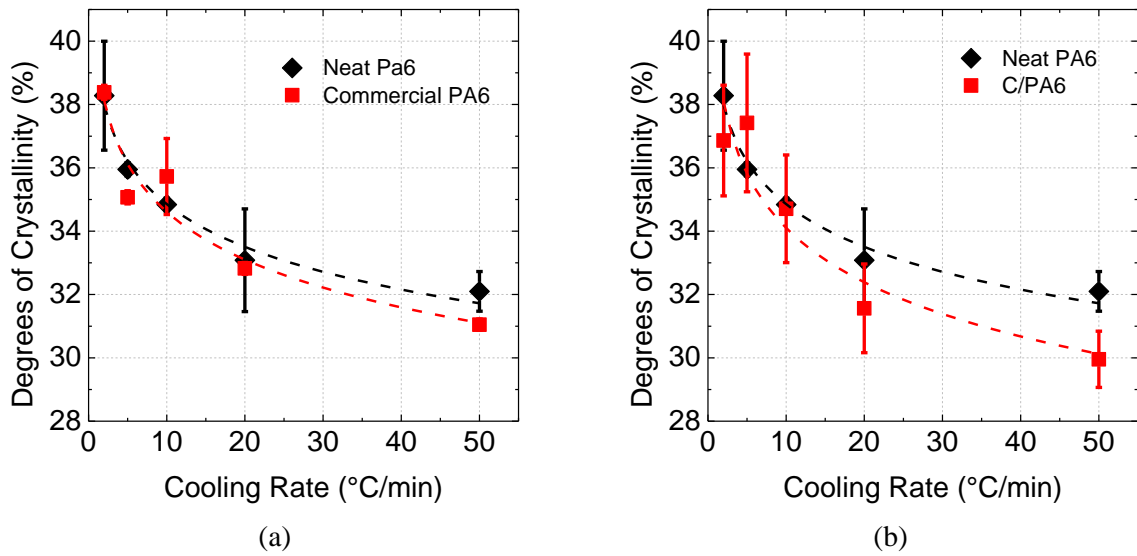 Neat Pa6
Commercial PA6
Degrees of Crystallinity (%)
40
38
36
34
32
30
28
0 10 20 30 40 50
Cooling Rate (°C/min)
(a)
Neat PA6
C/PA6
Degrees of Crystallinity (%)
40
38
36
34
32
30
28
0 10 20 30 40 50
Cooling Rate (°C/min)
(b)